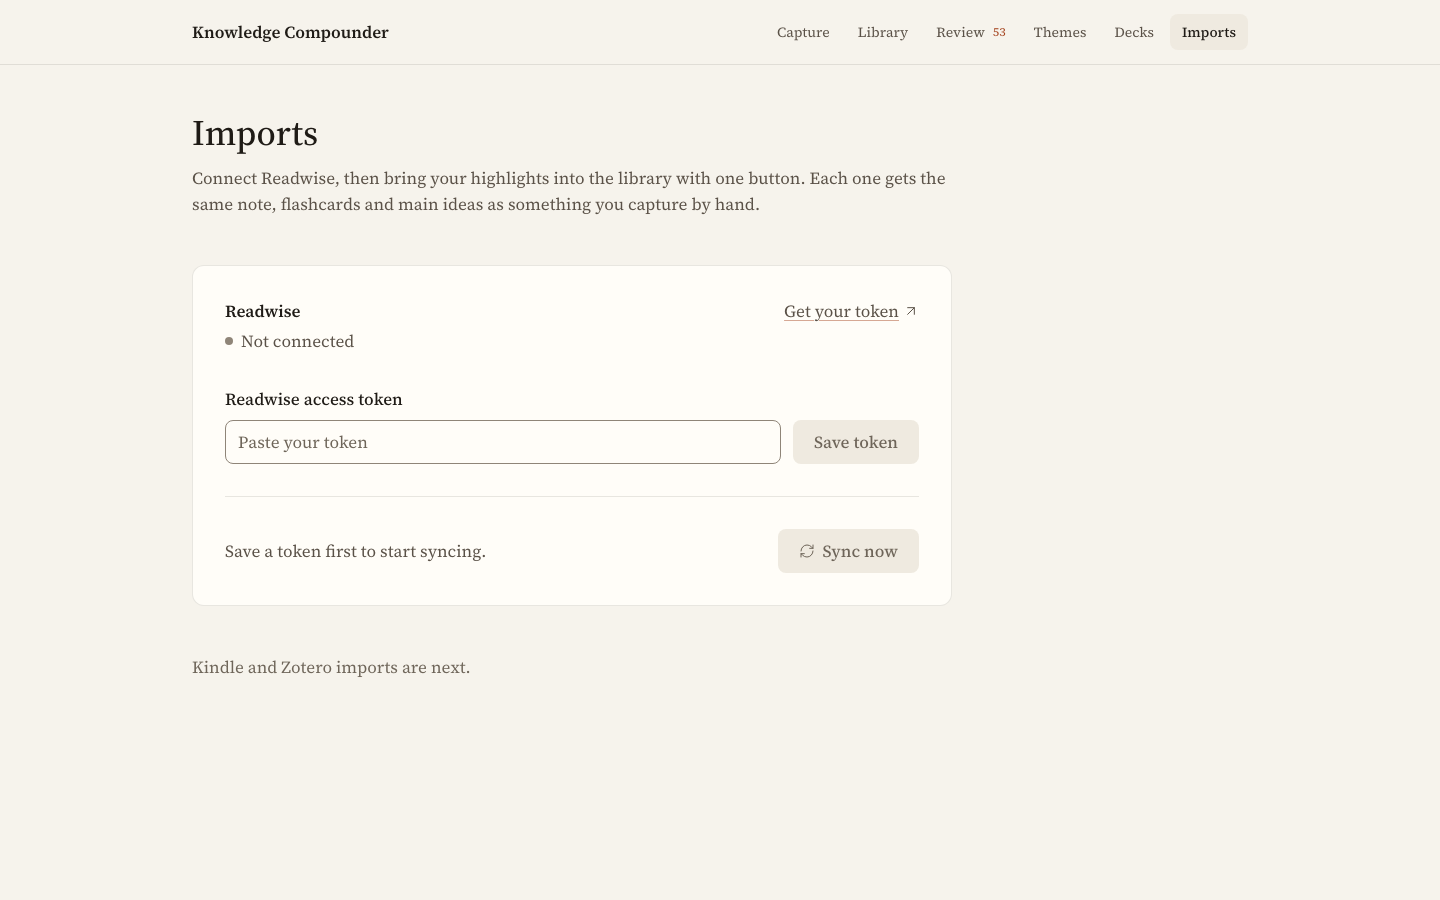 Knowledge Compounder
Capture
Library
Review 53
Themes
Decks
Imports
Imports
Connect Readwise, then bring your highlights into the library with one button. Each one gets the
same note, flashcards and main ideas as something you capture by hand.
Readwise
Get your token
Not connected
Readwise access token
Paste your token
Save token
Save a token first to start syncing.
Sync now
Kindle and Zotero imports are next.